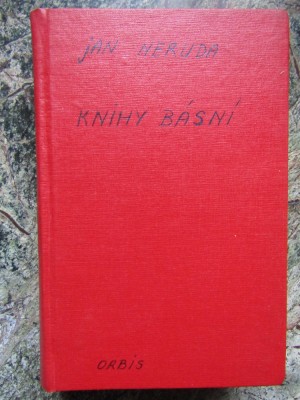 JAN NERUDA
KNIHY BÁSNÍ
ORBIS